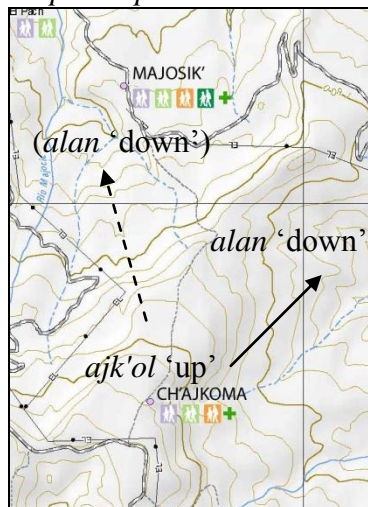 El Pach
MAJOSIK'
(alan ‘down’)
alan ‘down’
ajk'ol ‘up’
CH'AJKOMA